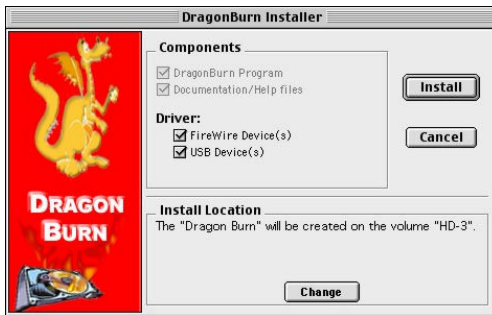 DragonBurn Installer
Components
DragonBurn Program
Documentation/Help files
Driver:
FireWire Device(s)
USB Device(s)
Install
Cancel
DRAGON
BURN
Install Location
The "Dragon Burn" will be created on the volume "HD-3".
Change